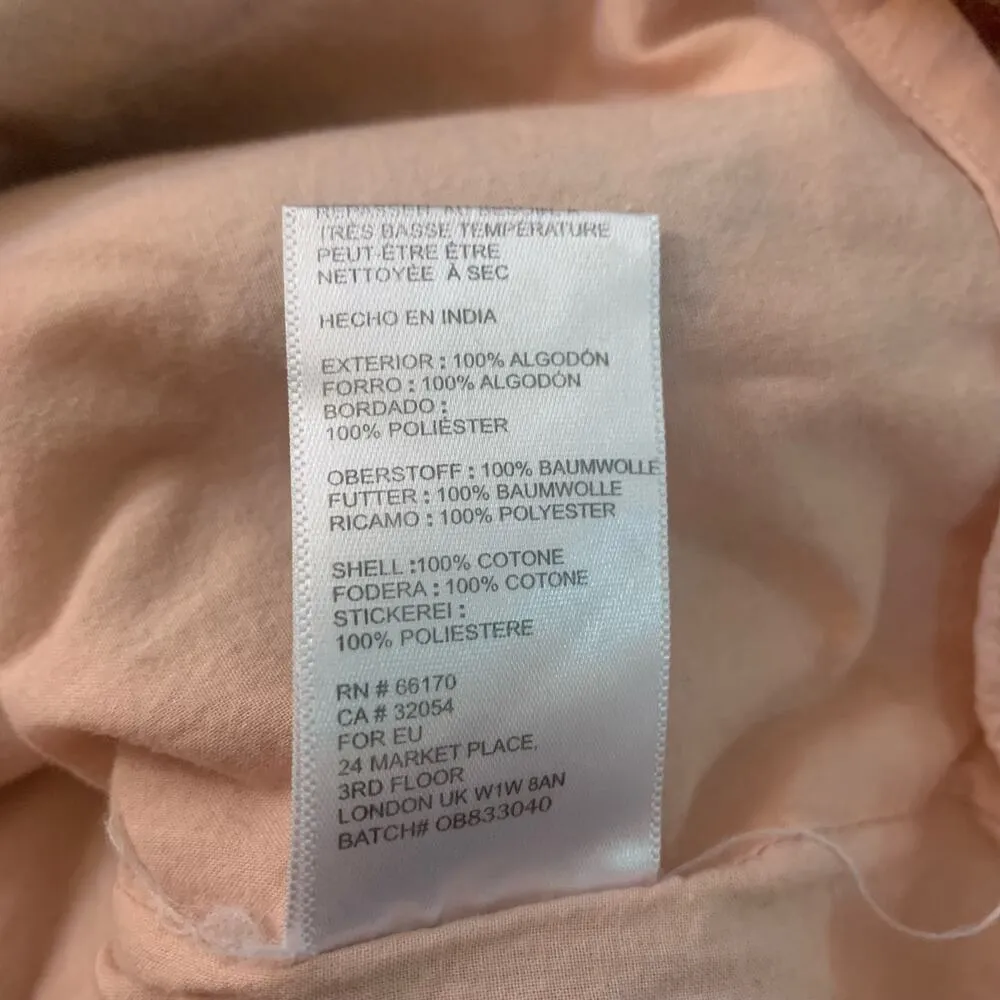 TRÈS BASSE TEMPÉRATURE
PEUT-ÊTRE ÊTRE
NETTOYÉE À SEC
HECHO EN INDIA
EXTERIOR : 100% ALGODÓN
FORRO : 100% ALGODÓN
BORDADO :
100% POLIÉSTER
OBERSTOFF : 100% BAUMWOLLE
FUTTER : 100% BAUMWOLLE
RICAMO : 100% POLYESTER
SHELL :100% COTONE
FODERA : 100% COTONE
STICKEREI :
100% POLIESTERE
RN # 66170
CA # 32054
FOR EU
24 MARKET PLACE,
3RD FLOOR
LONDON UK W1W 8AN
BATCH# OB833040